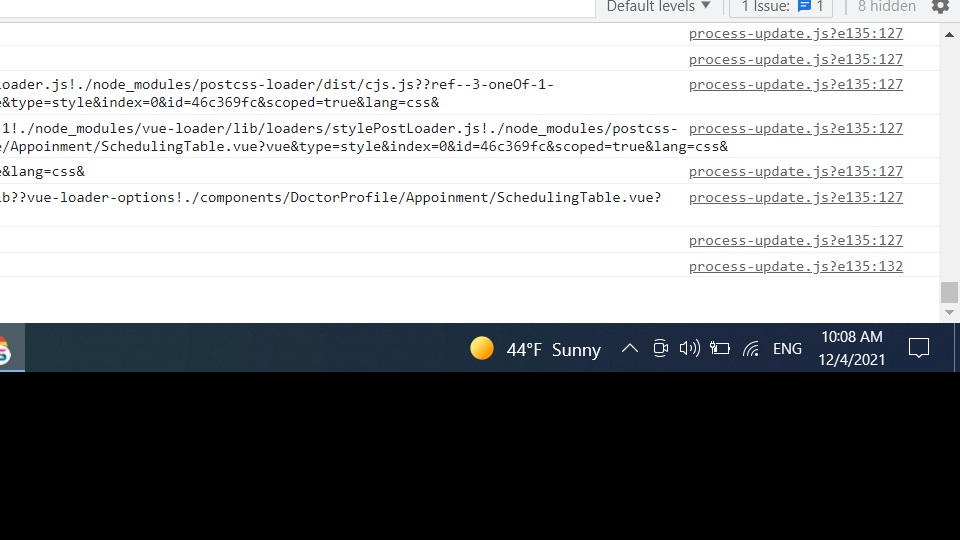 Default levels ▼ 1 Issue: 1 8 hidden
process-update.js?e135:127
process-update.js?e135:127
oader.js!./node_modules/postcss-loader/dist/cjs.js??ref--3-oneOf-1- process-update.js?e135:127
e&type=style&index=0&id=46c369fc&scoped=true&lang=css&
-1!./node_modules/vue-loader/lib/loaders/stylePostLoader.js!./node_modules/postcss- process-update.js?e135:127
e/Appoinment/SchedulingTable.vue?vue&type=style&index=0&id=46c369fc&scoped=true&lang=css&
e&lang=css& process-update.js?e135:127
ib??vue-loader-options!./components/DoctorProfile/Appoinment/SchedulingTable.vue? process-update.js?e135:127
process-update.js?e135:127
process-update.js?e135:132
44°F Sunny ENG 10:08 AM
12/4/2021